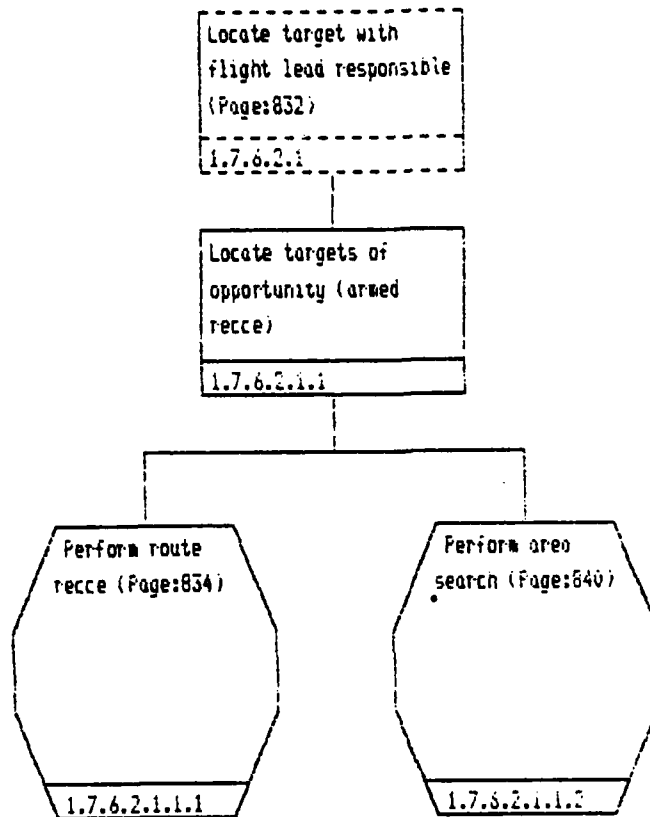 Locate target with
flight lead responsible
(Page:832)
1.7.6.2.1
Locate targets of
opportunity (armed
recce)
1.7.6.2.1.1
Perform route
recce (Page:834)
1.7.6.2.1.1.1
Perform area
search (Page:840)
1.7.6.2.1.1.2